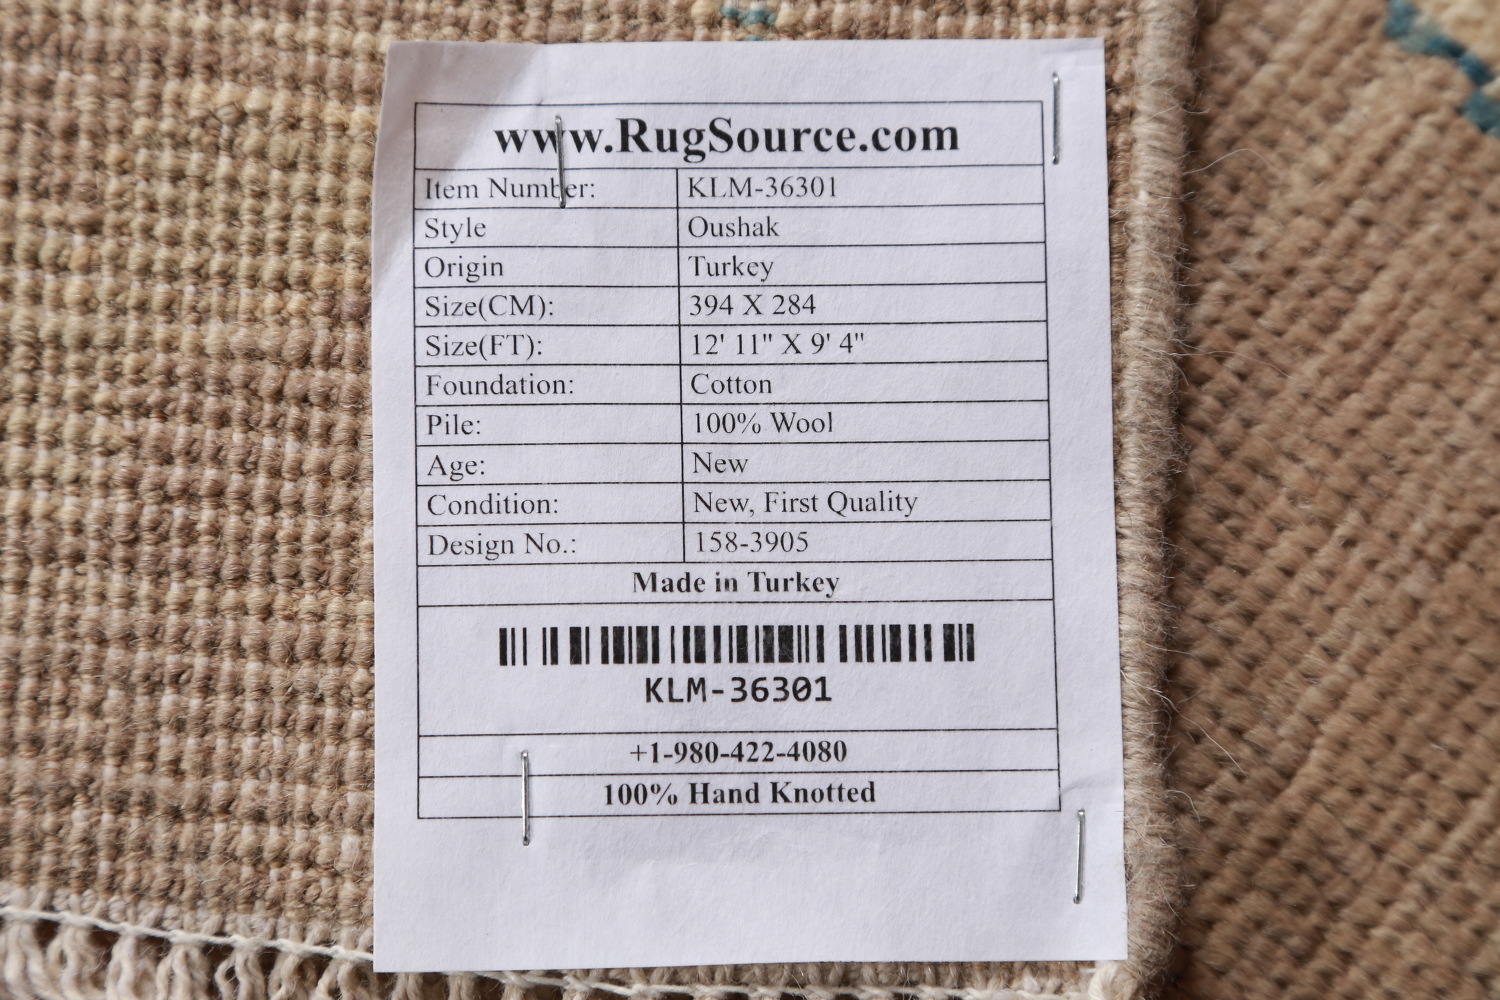 www.RugSource.com
Item Number: KLM-36301
Style Oushak
Origin Turkey
Size(CM): 394 X 284
Size(FT): 12' 11" X 9' 4"
Foundation: Cotton
Pile: 100% Wool
Age: New
Condition: New, First Quality
Design No.: 158-3905
Made in Turkey
KLM-36301
+1-980-422-4080
100% Hand Knotted